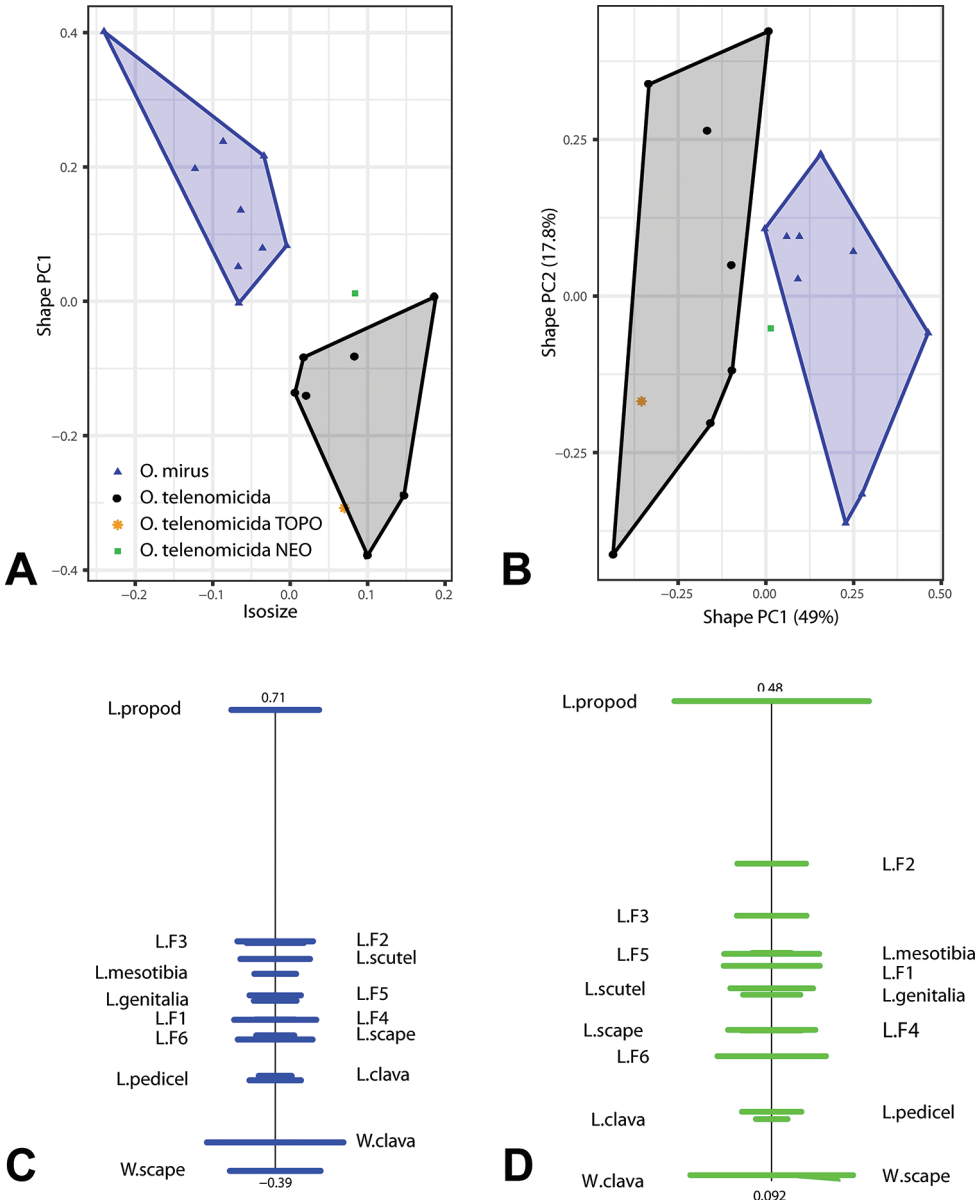 A
Shape PC1
0.4
0.2
0.0
−0.2
−0.4
O. mirus
O. telenomicida
O. telenomicida TOPO
O. telenomicida NEO
−0.2 −0.1 0.0 0.1 0.2
Isosize
B
Shape PC2 (17.8%)
0.25
0.00
−0.25
−0.25 0.00 0.25 0.50
Shape PC1 (49%)
C
0.71
L.propod
L.F3 L.F2
L.scutel
L.mesotibia
L.genitalia L.F5
L.F1 L.F4
L.F6 L.scape
L.pedicel L.clava
W.clava
W.scape
−0.39
D
0.48
L.propod
L.F2
L.F3
L.F5 L.mesotibia
L.F1
L.scutel L.genitalia
L.scape L.F4
L.F6
L.clava L.pedicel
W.clava W.scape
0.092